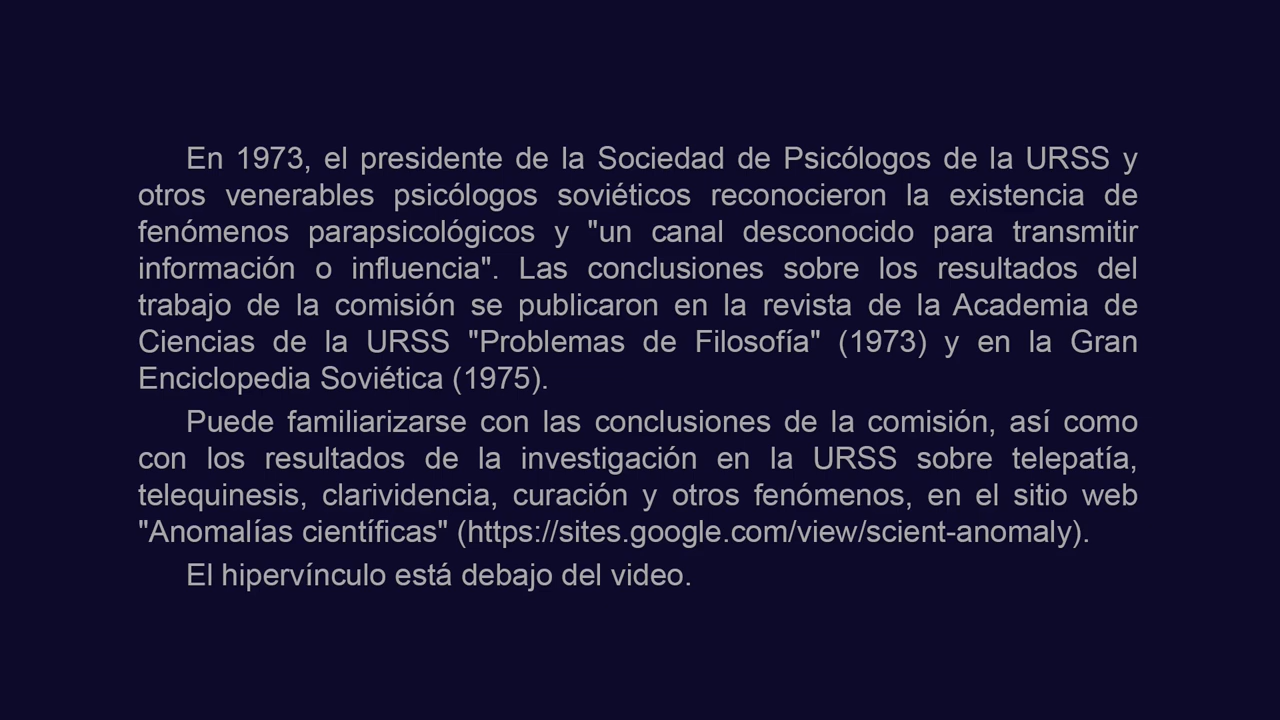 En 1973, el presidente de la Sociedad de Psicólogos de la URSS y
otros venerables psicólogos soviéticos reconocieron la existencia de
fenómenos parapsicológicos y "un canal desconocido para transmitir
información o influencia". Las conclusiones sobre los resultados del
trabajo de la comisión se publicaron en la revista de la Academia de
Ciencias de la URSS "Problemas de Filosofía" (1973) y en la Gran
Enciclopedia Soviética (1975).
Puede familiarizarse con las conclusiones de la comisión, así como
con los resultados de la investigación en la URSS sobre telepatía,
telequinesis, clarividencia, curación y otros fenómenos, en el sitio web
"Anomalías científicas" (https://sites.google.com/view/scient-anomaly).
El hipervínculo está debajo del video.